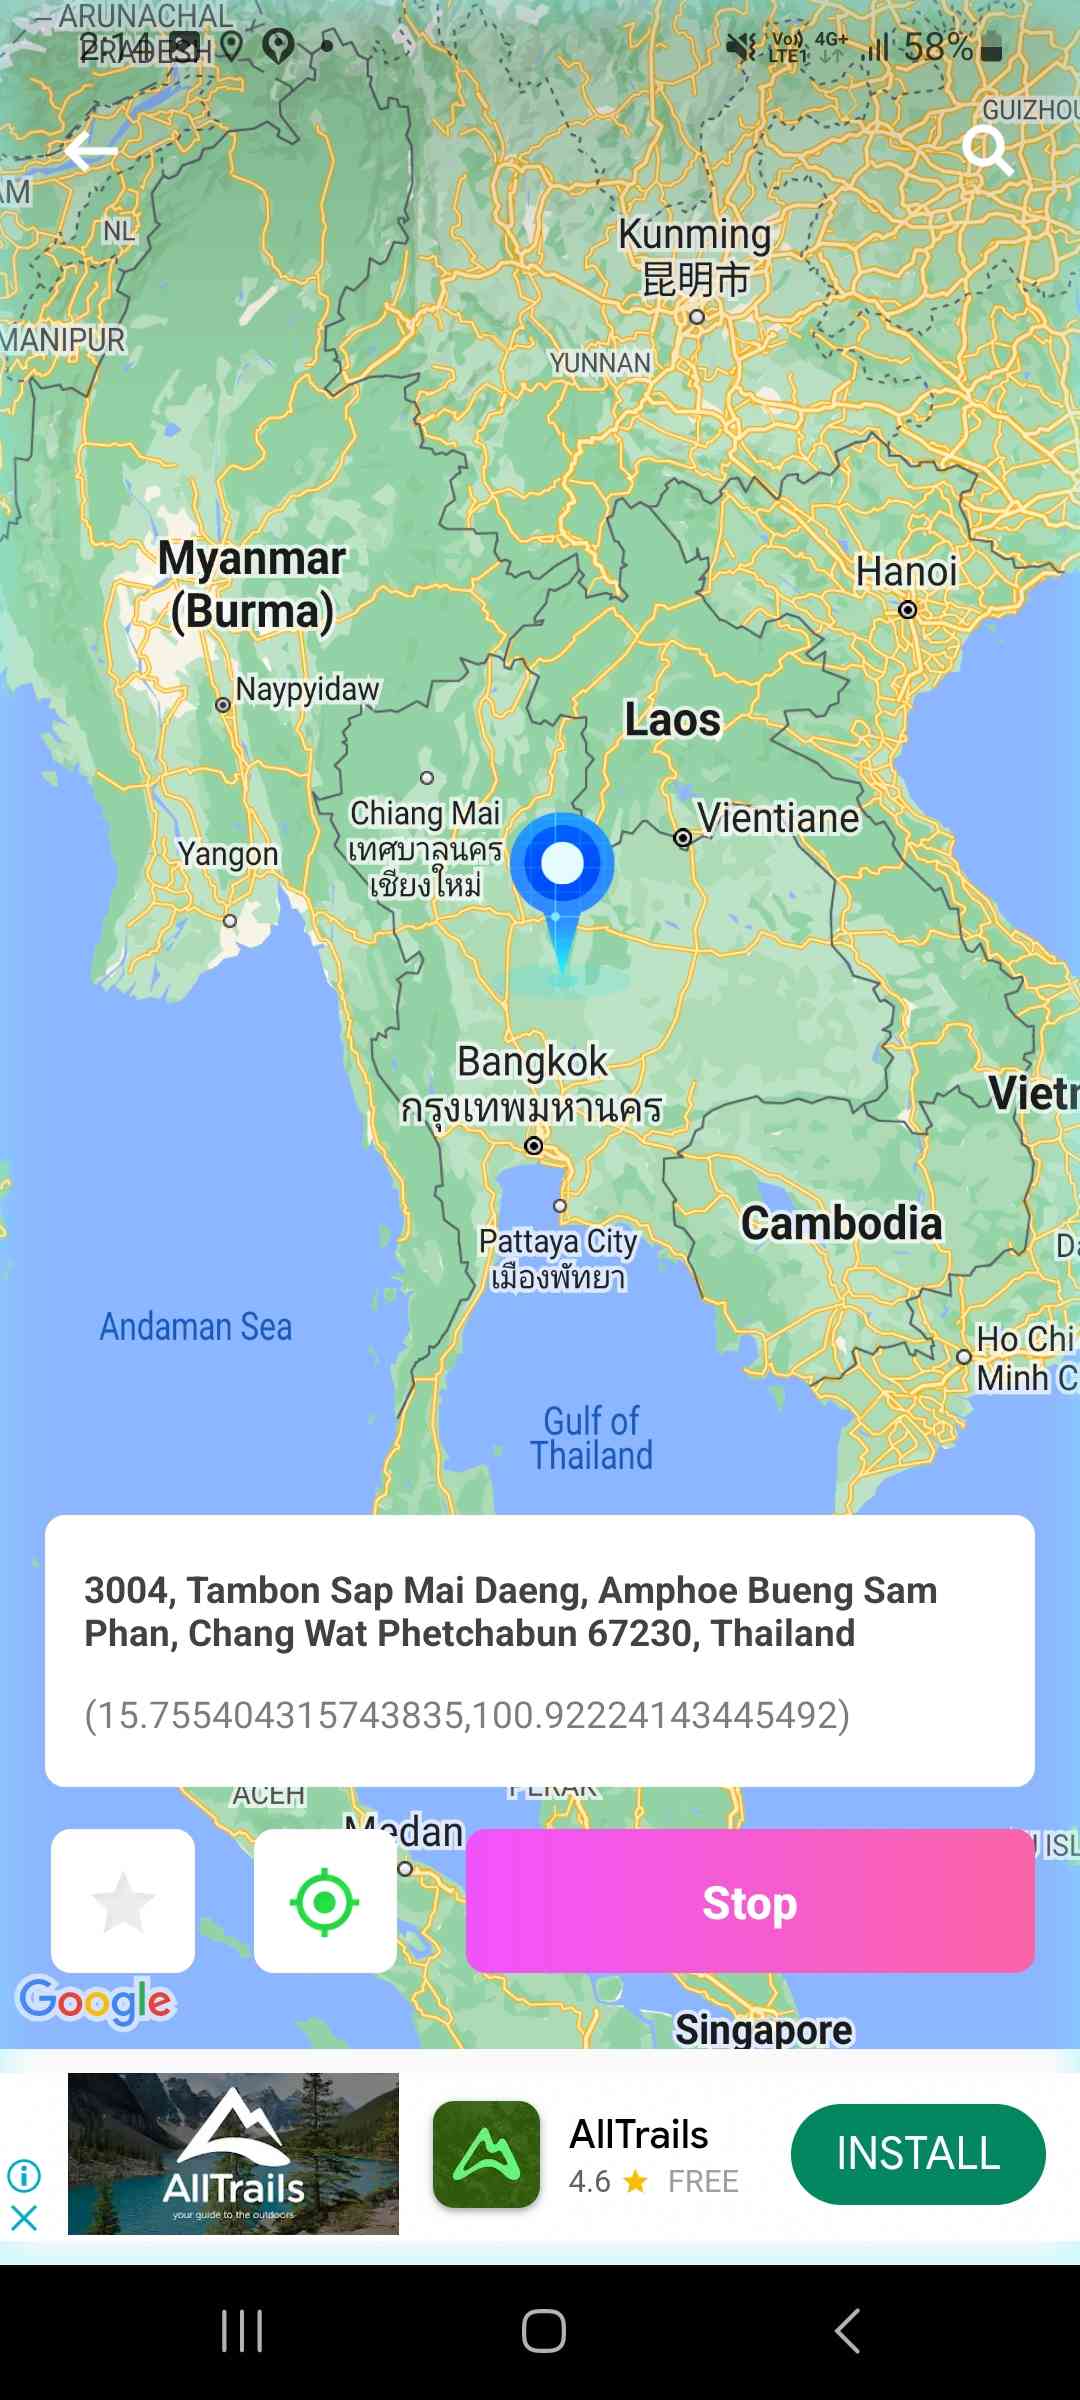 ARUNACHAL
PRADESH
2:14
Vo))
LTE1
4G+
58%
GUIZHOU
AM
NL
Kunming
昆明市
MANIPUR
YUNNAN
Myanmar
(Burma)
Hanoi
Naypyidaw
Laos
Chiang Mai
เทศบาลนคร
เชียงใหม่
Vientiane
Yangon
Bangkok
กรุงเทพมหานคร
Vietn
Cambodia
Pattaya City
เมืองพัทยา
Da
Andaman Sea
Ho Chi
Minh C
Gulf of
Thailand
3004, Tambon Sap Mai Daeng, Amphoe Bueng Sam
Phan, Chang Wat Phetchabun 67230, Thailand
(15.755404315743835,100.92224143445492)
ACEH
PERAK
Medan
ISL
Stop
Google
Singapore
AllTrails
your guide to the outdoors
AllTrails
4.6 ★ FREE
INSTALL